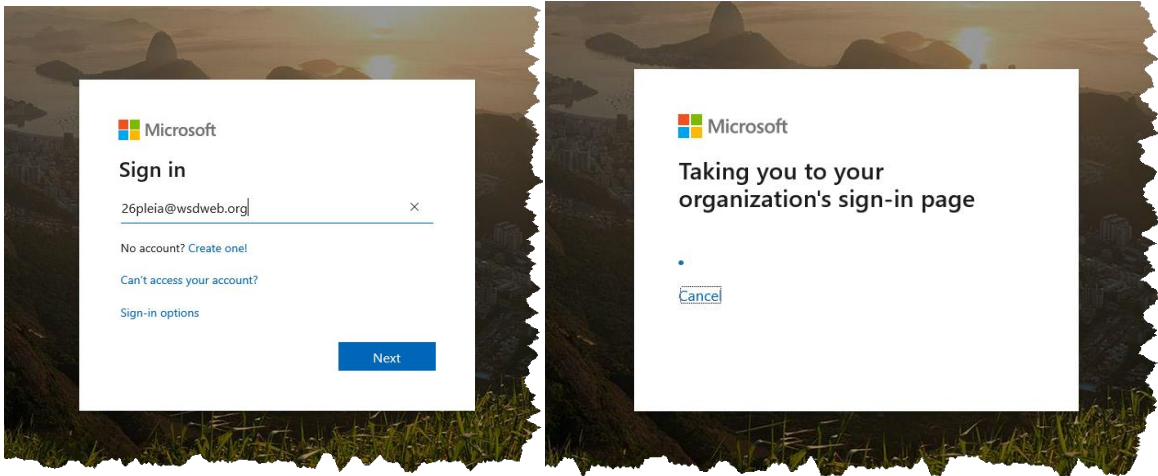 Microsoft
Sign in
26pleia@wsdweb.org
No account? Create one!
Can't access your account?
Sign-in options
Next
Microsoft
Taking you to your
organization's sign-in page
Cancel